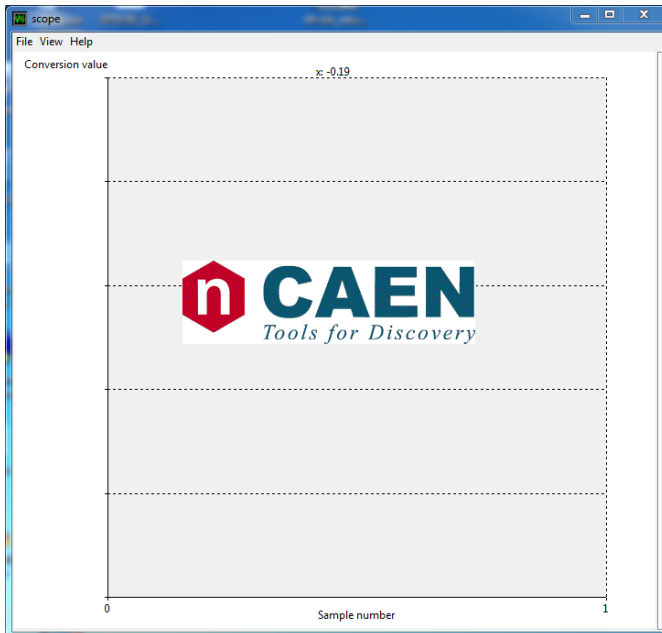 scope
File View Help
Conversion value
x: -0.19
n CAEN
Tools for Discovery
0 1
Sample number